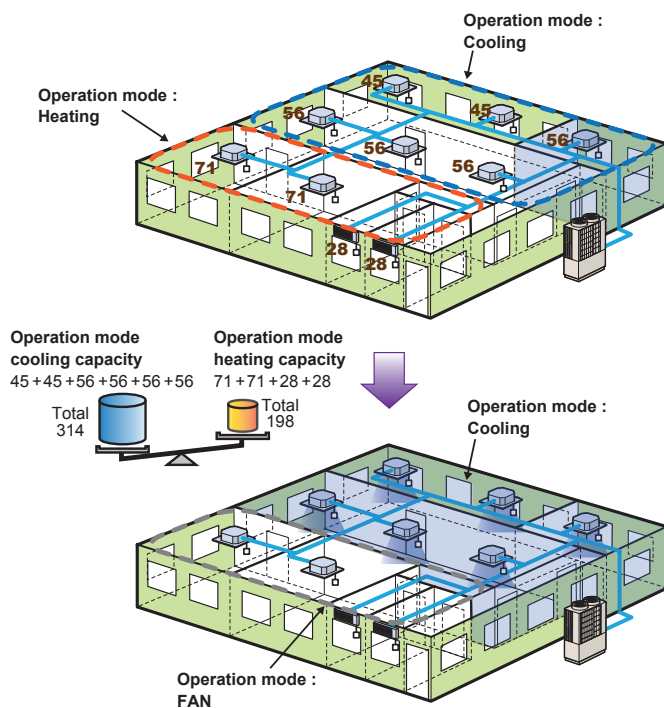 Operation mode :
Cooling
Operation mode :
Heating
45
45
56
56
56
56
71
71
28
28
Operation mode
cooling capacity
45+45+56+56+56+56
Total
314
Operation mode
heating capacity
71+71+28+28
Total
198
Operation mode :
Cooling
Operation mode :
FAN